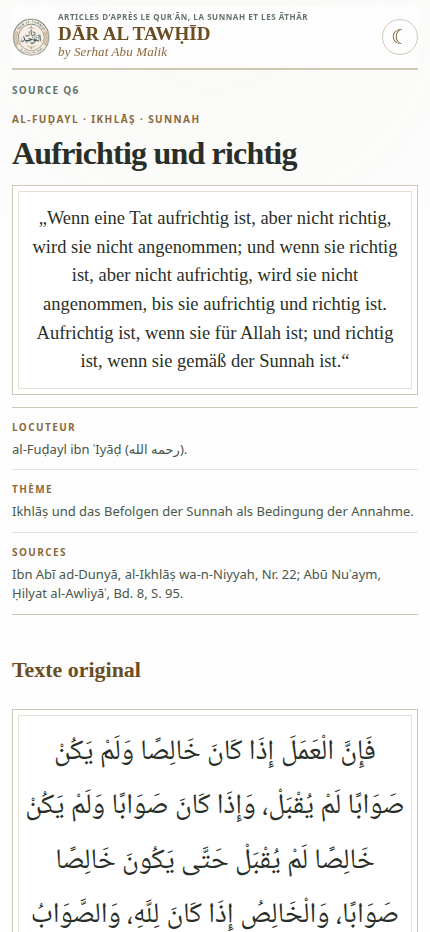 ARTICLES D'APRÈS LE QURʾĀN, LA SUNNAH ET LES ĀTHĀR
DĀR AL TAWḤĪD
by Serhat Abu Malik
SOURCE Q6
AL-FUḌAYL · IKHLĀṢ · SUNNAH
Aufrichtig und richtig
„Wenn eine Tat aufrichtig ist, aber nicht richtig,
wird sie nicht angenommen; und wenn sie richtig
ist, aber nicht aufrichtig, wird sie nicht
angenommen, bis sie aufrichtig und richtig ist.
Aufrichtig ist, wenn sie für Allah ist; und richtig
ist, wenn sie gemäß der Sunnah ist.“
LOCUTEUR
al-Fuḍayl ibn ʿIyāḍ (رحمه الله).
THÈME
Ikhlāṣ und das Befolgen der Sunnah als Bedingung der Annahme.
SOURCES
Ibn Abī ad-Dunyā, al-Ikhlāṣ wa-n-Niyyah, Nr. 22; Abū Nuʿaym,
Ḥilyat al-Awliyāʾ, Bd. 8, S. 95.
Texte original
فَإِنَّ الْعَمَلَ إِذَا كَانَ خَالِصًا وَلَمْ يَكُنْ
صَوَابًا لَمْ يُقْبَلْ، وَإِذَا كَانَ صَوَابًا وَلَمْ يَكُنْ
خَالِصًا لَمْ يُقْبَلْ حَتَّى يَكُونَ خَالِصًا
صَوَابًا، وَالْخَالِصُ إِذَا كَانَ لِلَّهِ، وَالصَّوَابُ